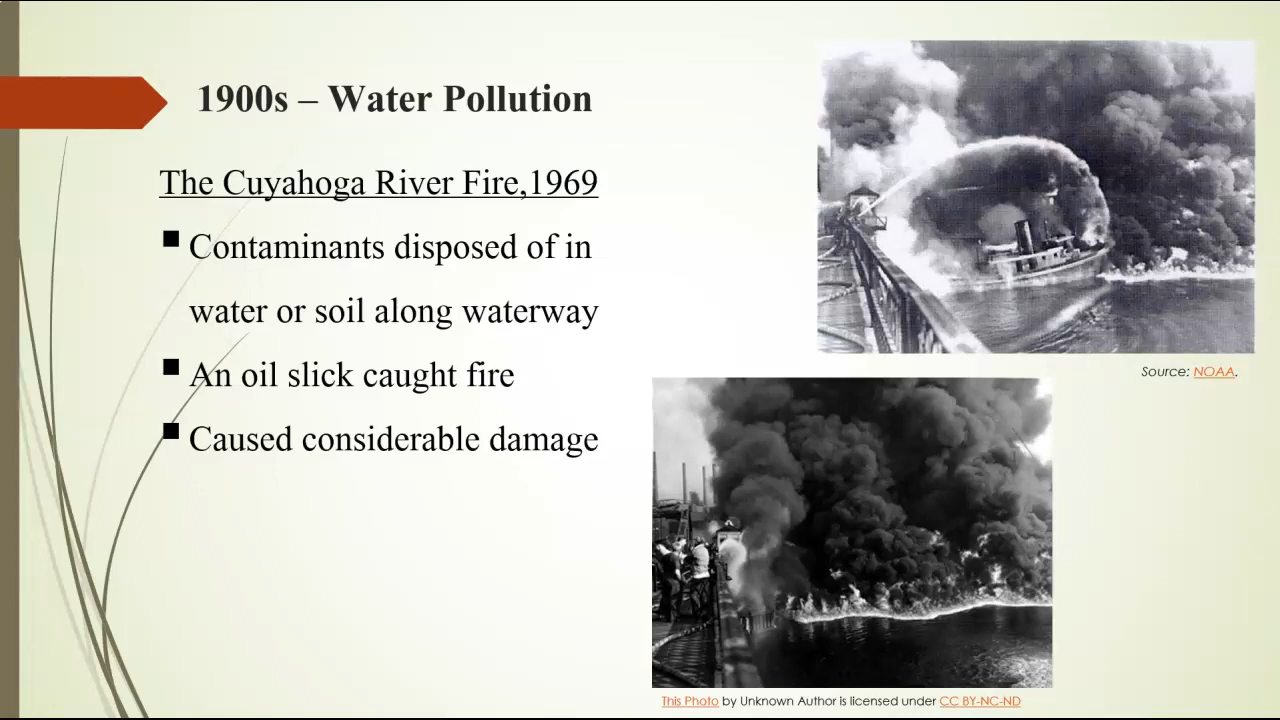 1900s – Water Pollution
The Cuyahoga River Fire,1969
▪ Contaminants disposed of in
water or soil along waterway
▪ An oil slick caught fire
▪ Caused considerable damage
Source: NOAA.
This Photo by Unknown Author is licensed under CC BY-NC-ND